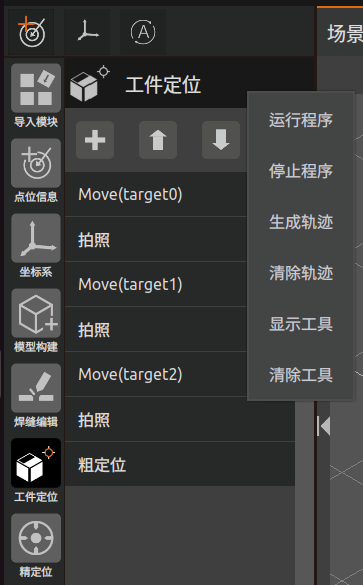 A
场景
导入模块
点位信息
坐标系
模型构建
焊缝编辑
工件定位
精定位
工件定位
Move(target0)
拍照
Move(target1)
拍照
Move(target2)
拍照
粗定位
运行程序
停止程序
生成轨迹
清除轨迹
显示工具
清除工具